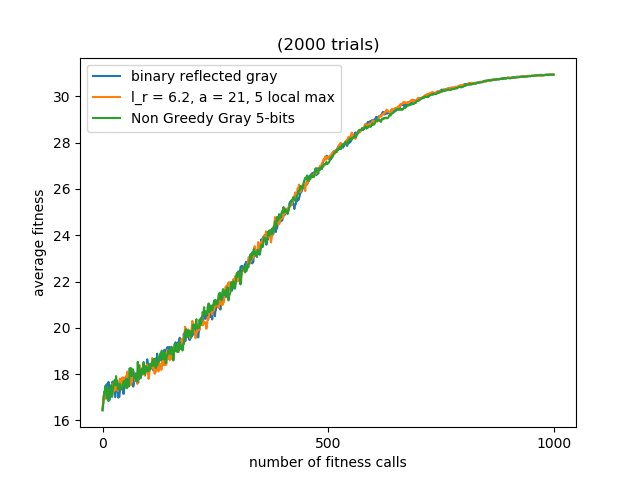 (2000 trials)
binary reflected gray
l_r = 6.2, a = 21, 5 local max
Non Greedy Gray 5-bits
30
28
26
24
22
20
18
16
average fitness
0
500
1000
number of fitness calls